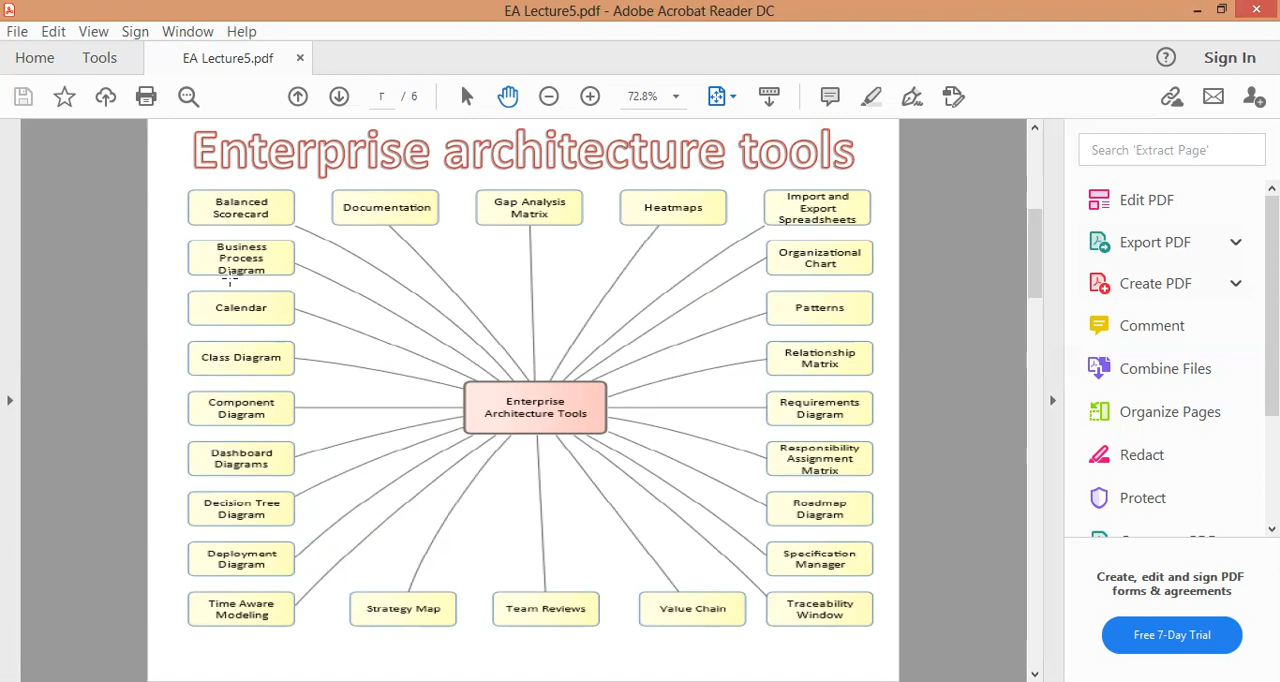 EA Lecture5.pdf - Adobe Acrobat Reader DC
File Edit View Sign Window Help
Home Tools EA Lecture5.pdf × ? Sign In
٣ / 6 72.8%
Search 'Extract Page'
Enterprise architecture tools
Balanced
Scorecard
Documentation
Gap Analysis
Matrix
Heatmaps
Import and
Export
Spreadsheets
Business
Process
Diagram
Organizational
Chart
Calendar
Patterns
Class Diagram
Relationship
Matrix
Component
Diagram
Enterprise
Architecture Tools
Requirements
Diagram
Dashboard
Diagrams
Responsibility
Assignment
Matrix
Decision Tree
Diagram
Roadmap
Diagram
Deployment
Diagram
Specification
Manager
Time Aware
Modeling
Strategy Map
Team Reviews
Value Chain
Traceability
Window
Edit PDF
Export PDF
Create PDF
Comment
Combine Files
Organize Pages
Redact
Protect
Create, edit and sign PDF
forms & agreements
Free 7-Day Trial